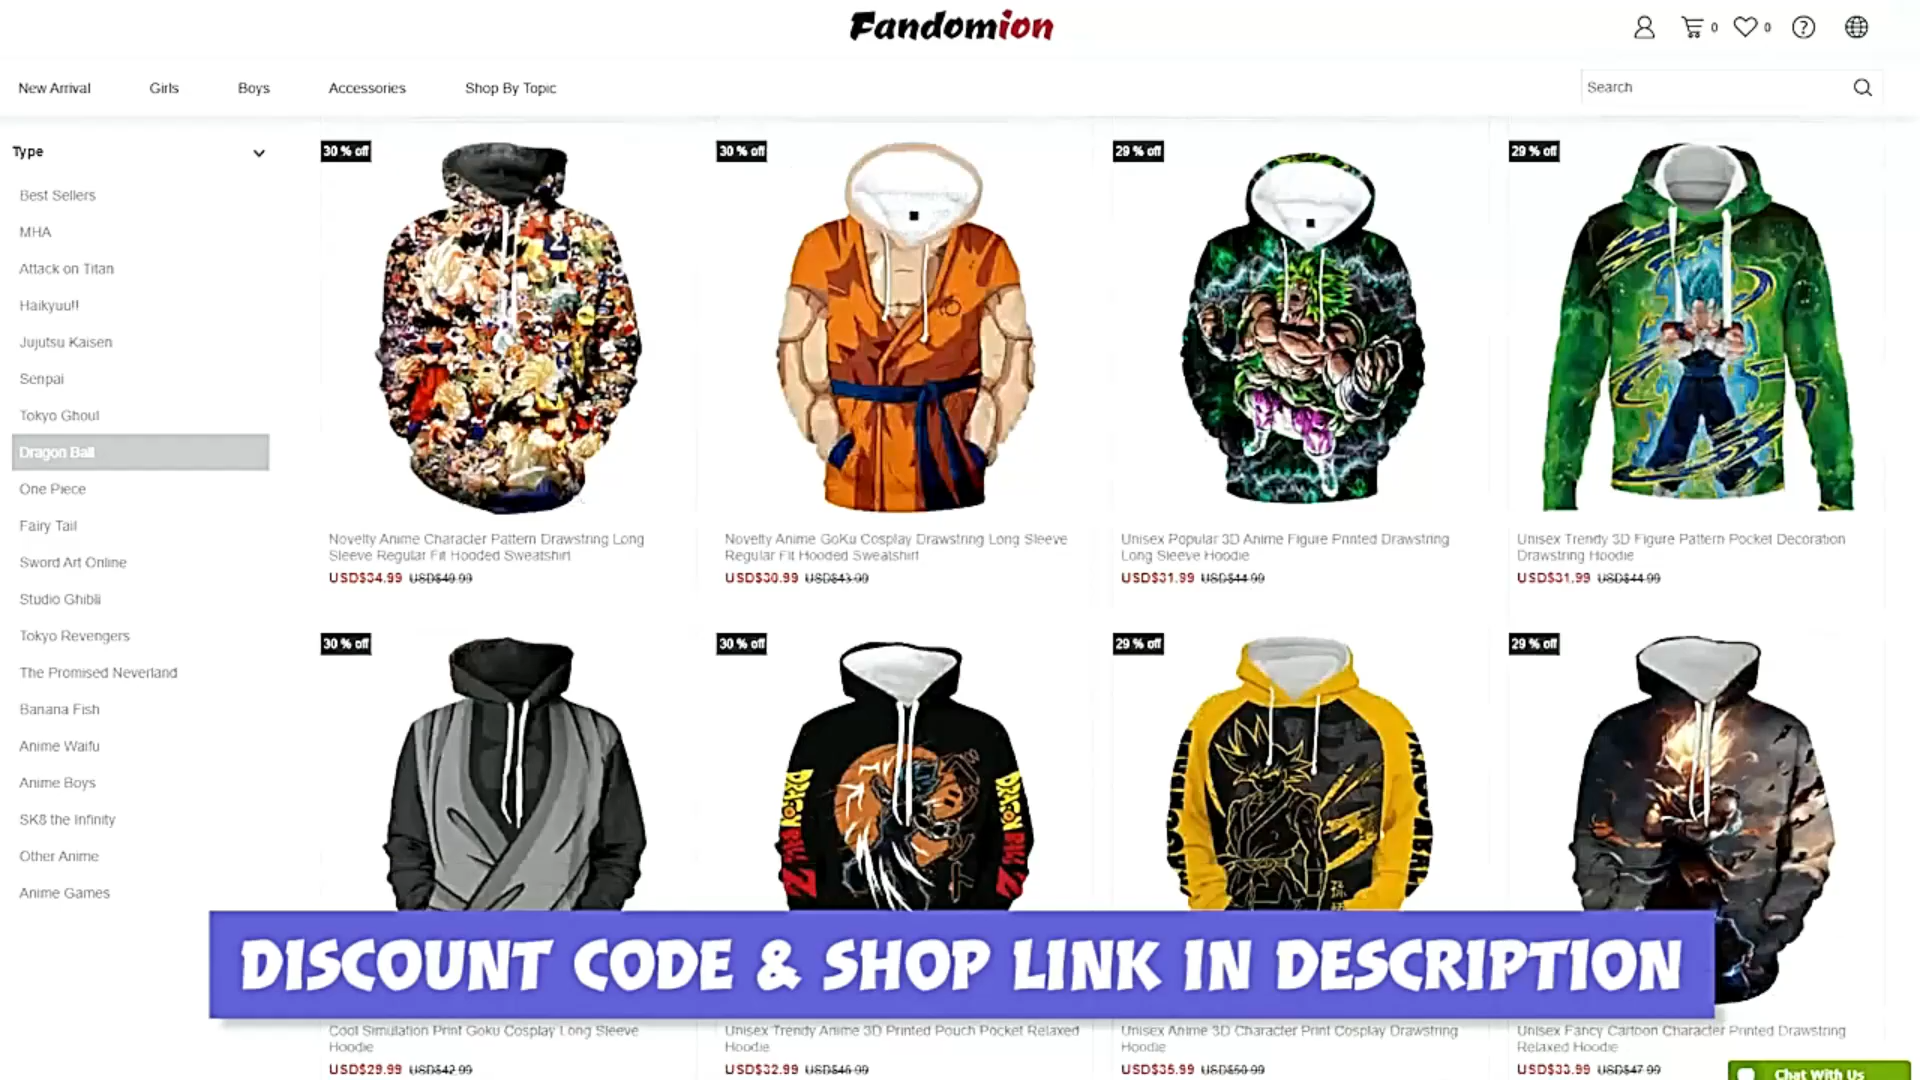 Fandomion
0
0
New Arrival
Girls
Boys
Accessories
Shop By Topic
Search
Type
Best Sellers
MHA
Attack on Titan
Haikyuu!!
Jujutsu Kaisen
Senpai
Tokyo Ghoul
Dragon Ball
One Piece
Fairy Tail
Sword Art Online
Studio Ghibli
Tokyo Revengers
The Promised Neverland
Banana Fish
Anime Waifu
Anime Boys
SK8 the Infinity
Other Anime
Anime Games
30 % off
30 % off
29 % off
29 % off
Novelty Anime Character Pattern Drawstring Long
Sleeve Regular Fit Hooded Sweatshirt
USD$34.99 USD$49.99
Novelty Anime GoKu Cosplay Drawstring Long Sleeve
Regular Fit Hooded Sweatshirt
USD$30.99 USD$43.99
Unisex Popular 3D Anime Figure Printed Drawstring
Long Sleeve Hoodie
USD$31.99 USD$44.99
Unisex Trendy 3D Figure Pattern Pocket Decoration
Drawstring Hoodie
USD$31.99 USD$44.99
30 % off
30 % off
29 % off
29 % off
DRAGON BALL Z
DRAGON BALL Z
DISCOUNT CODE & SHOP LINK IN DESCRIPTION
Cool Simulation Print Goku Cosplay Long Sleeve
Hoodie
USD$29.99 USD$42.99
Unisex Trendy Anime 3D Printed Pouch Pocket Relaxed
Hoodie
USD$32.99 USD$46.99
Unisex Anime 3D Character Print Cosplay Drawstring
Hoodie
USD$35.99 USD$50.99
Unisex Fancy Cartoon Character Printed Drawstring
Relaxed Hoodie
USD$33.99 USD$47.99
Chat With Us